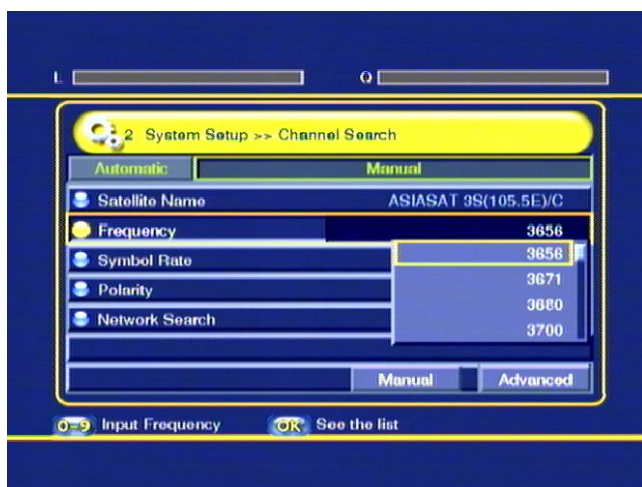 L Q
2 System Setup >> Channel Search
Automatic Manual
Satellite Name ASIASAT 3S(105.5E)/C
Frequency 3656
Symbol Rate 3656
Polarity 3671
Network Search 3680
3700
Manual Advanced
0-9 Input Frequency OK See the list